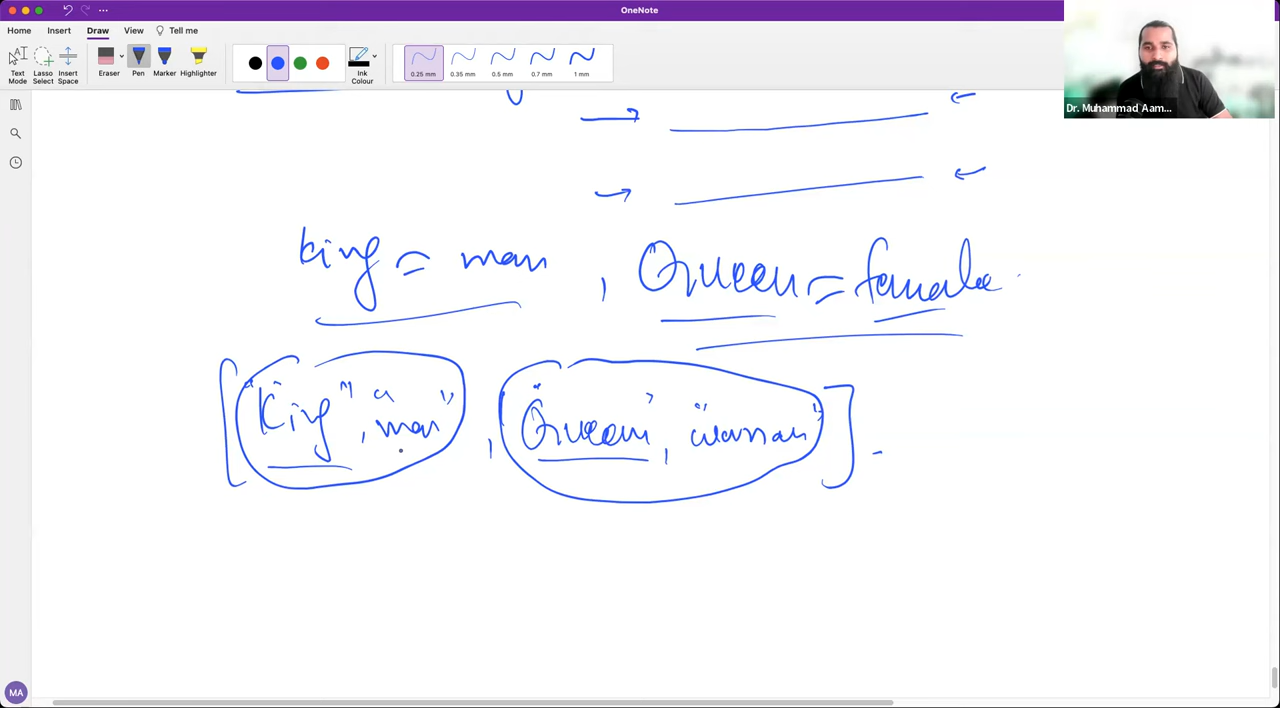 OneNote
Home Insert Draw View Tell me
Text Mode Lasso Select Insert Space Eraser Pen Marker Highlighter 0.25 mm 0.35 mm 0.5 mm 0.7 mm 1 mm Ink Colour
Dr. Muhammad Aam...
King = man , Queen = female
["King" , "man" , "Queen" , "woman"]
MA